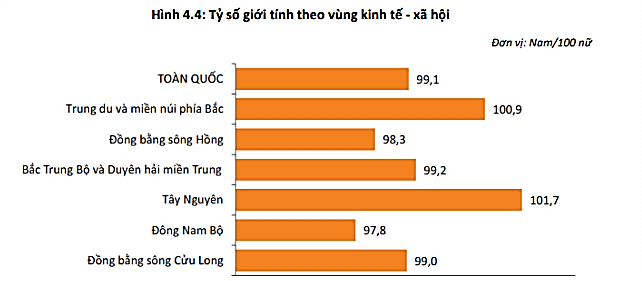 Hình 4.4: Tỷ số giới tính theo vùng kinh tế - xã hội
Đơn vị: Nam/100 nữ
TOÀN QUỐC 99,1
Trung du và miền núi phía Bắc 100,9
Đồng bằng sông Hồng 98,3
Bắc Trung Bộ và Duyên hải miền Trung 99,2
Tây Nguyên 101,7
Đông Nam Bộ 97,8
Đồng bằng sông Cửu Long 99,0